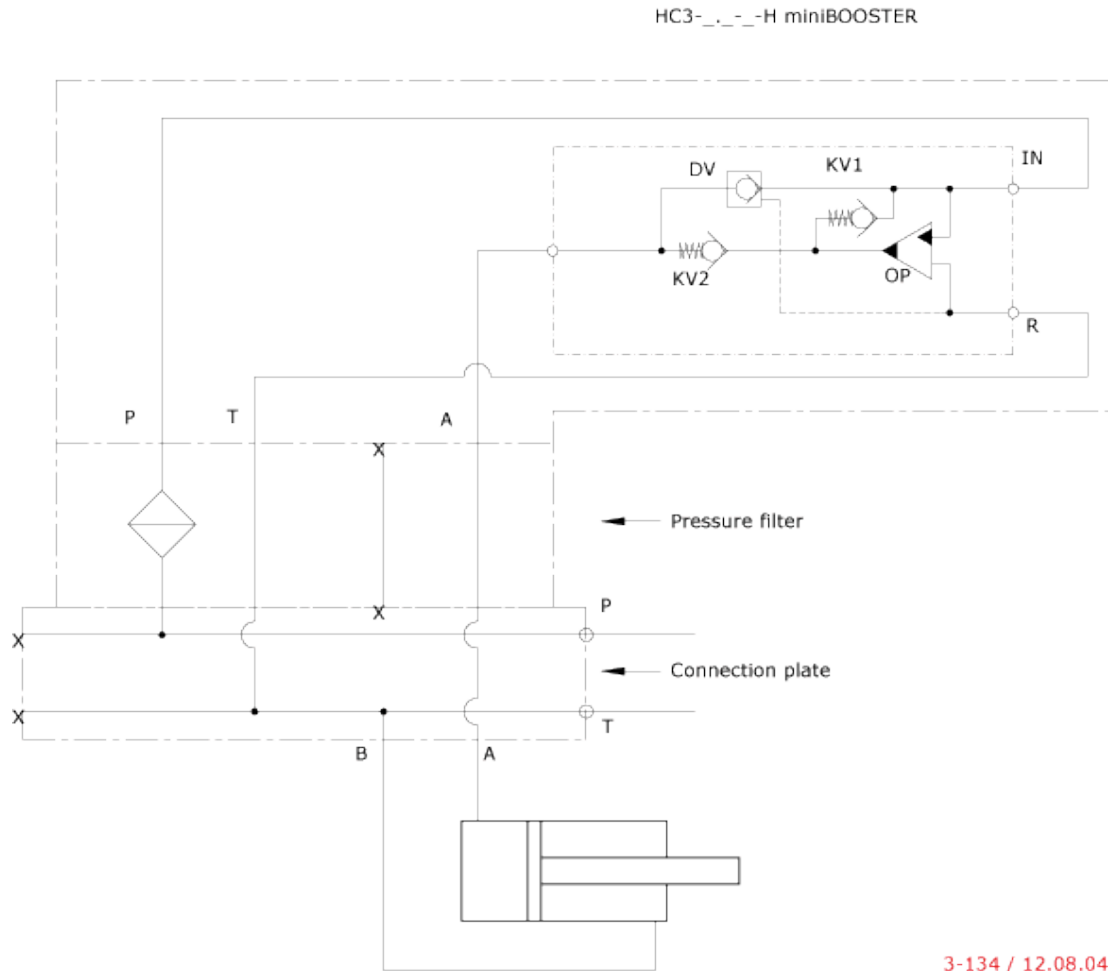 HC3-_._-_-H miniBOOSTER
IN
KV1
DV
KV2
OP
R
P
T
A
X
Pressure filter
X
P
X
Connection plate
X
T
B
A
3-134 / 12.08.04